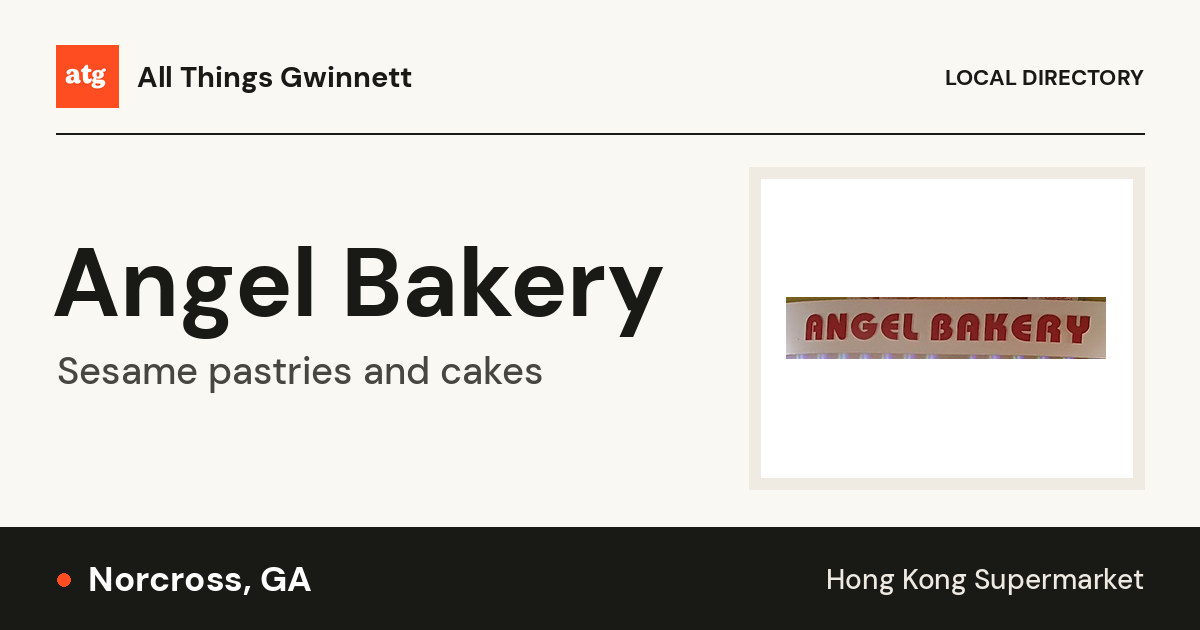 atg
All Things Gwinnett
LOCAL DIRECTORY
Angel Bakery
Sesame pastries and cakes
ANGEL BAKERY
Norcross, GA
Hong Kong Supermarket